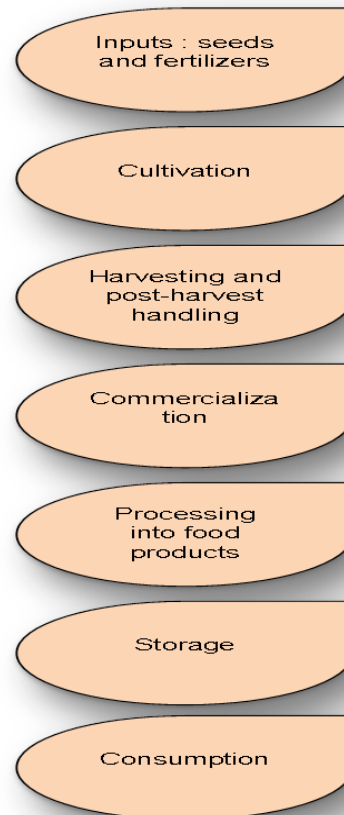 Inputs : seeds
and fertilizers
Cultivation
Harvesting and
post-harvest
handling
Commercializa
tion
Processing
into food
products
Storage
Consumption